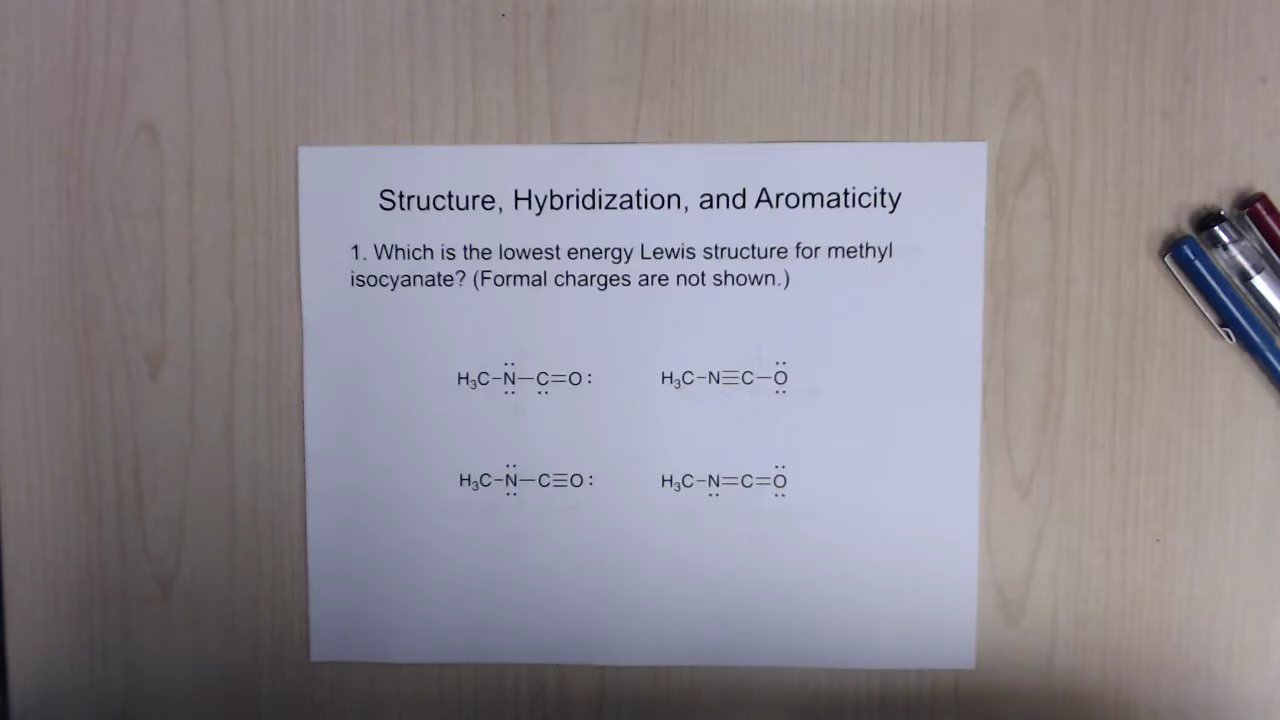 Structure, Hybridization, and Aromaticity
1. Which is the lowest energy Lewis structure for methyl
isocyanate? (Formal charges are not shown.)
H₃C−N̤̈−C̤=O:
H₃C−N≡C−Ö̤
H₃C−N̤̈−C≡O:
H₃C−N̤=C=Ö̤